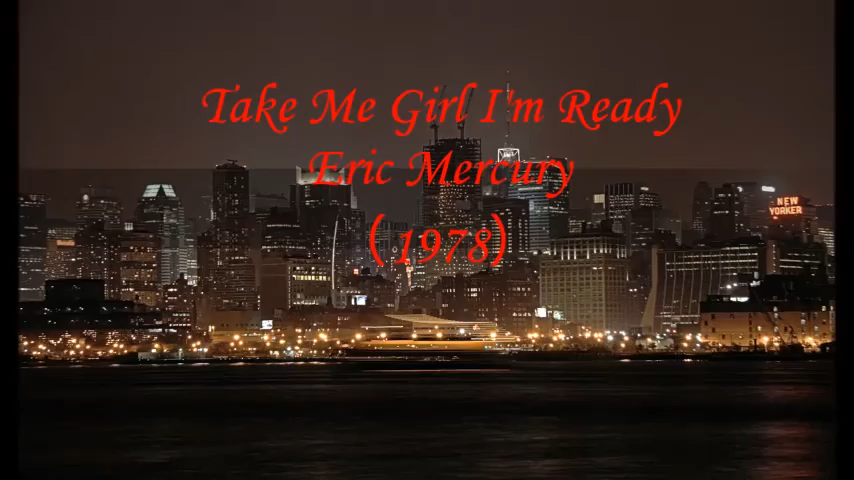 Take Me Girl I'm Ready
Eric Mercury
(1978)
NEW
YORKER